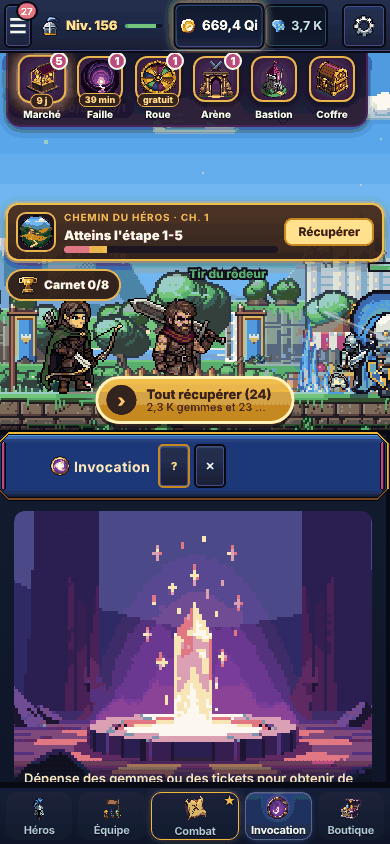 27
Niv. 156
669,4 Qi
3,7 K
5
1
1
1
9 j
39 min
gratuit
Marché
Faille
Roue
Arène
Bastion
Coffre
CHEMIN DU HÉROS · CH. 1
Atteins l'étape 1-5
Récupérer
Carnet 0/8
Tir du rôdeur
Tout récupérer (24)
2,3 K gemmes et 23 ...
Invocation
?
×
Dépense des gemmes ou des tickets pour obtenir de
Héros
Équipe
Combat
Invocation
Boutique